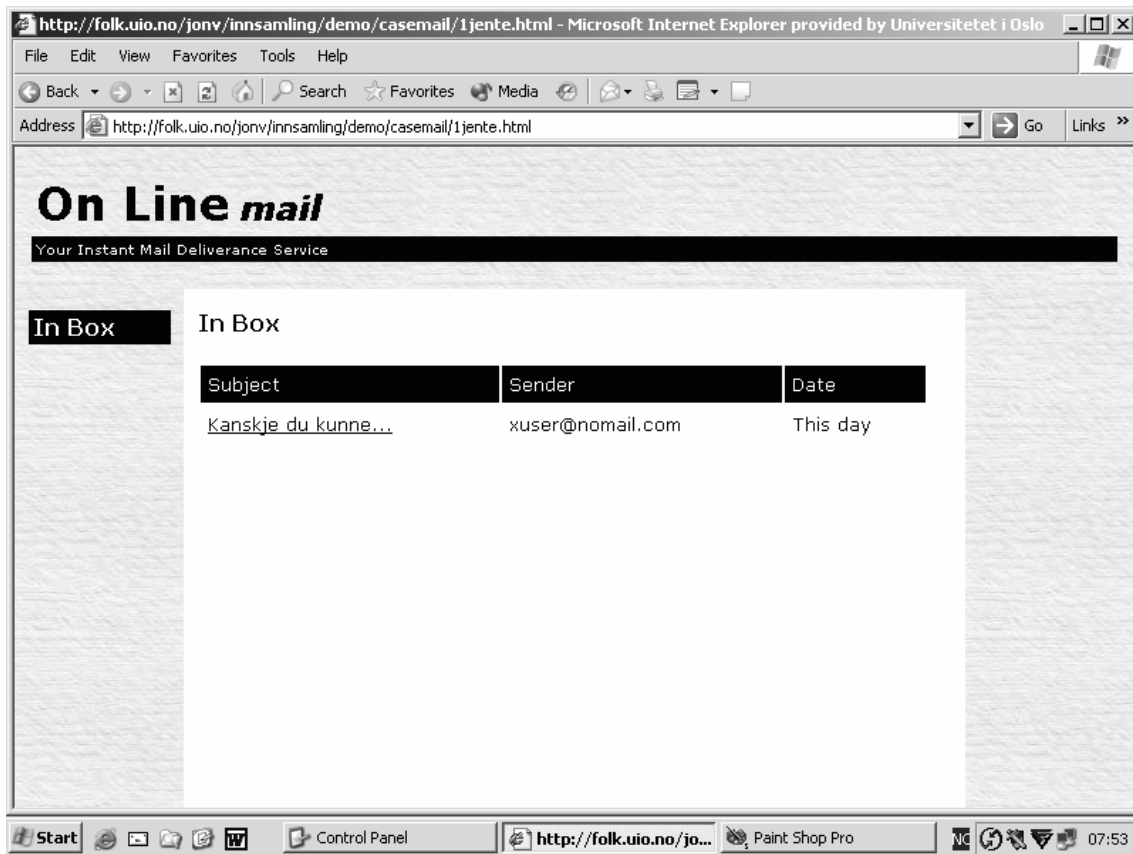 http://folk.uio.no/jonv/innsamling/demo/casemail/1jente.html - Microsoft Internet Explorer provided by Universitetet i Oslo
File Edit View Favorites Tools Help
Back Search Favorites Media
Address http://folk.uio.no/jonv/innsamling/demo/casemail/1jente.html Go Links »
On Line mail
Your Instant Mail Deliverance Service
In Box
In Box
Subject Sender Date
Kanskje du kunne... xuser@nomail.com This day
Start Control Panel http://folk.uio.no/jo... Paint Shop Pro 07:53